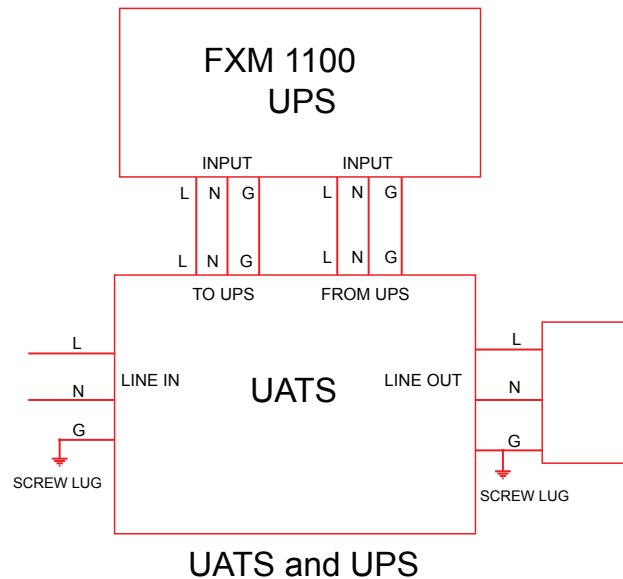 FXM 1100
UPS
INPUT INPUT
L N G L N G
L N G L N G
TO UPS FROM UPS
L L
LINE IN UATS LINE OUT
N N
G G
SCREW LUG SCREW LUG
UATS and UPS